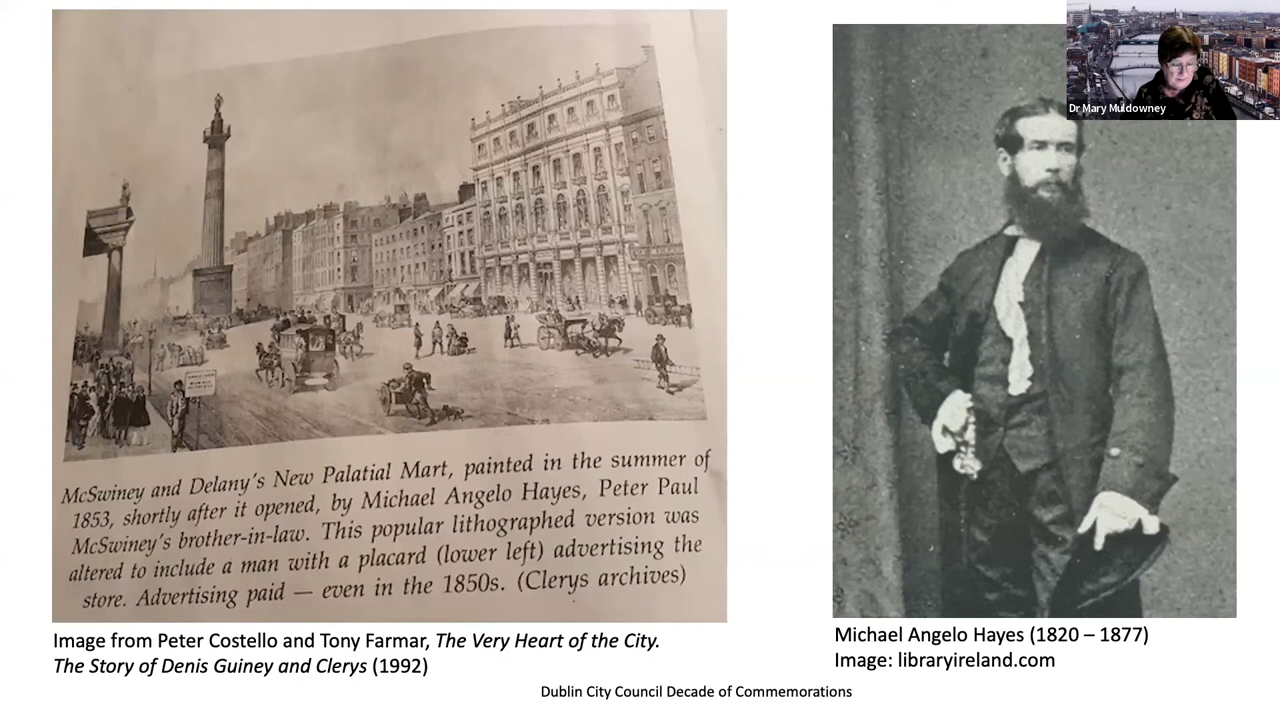 McSwiney and Delany's New Palatial Mart, painted in the summer of
1853, shortly after it opened, by Michael Angelo Hayes, Peter Paul
McSwiney's brother-in-law. This popular lithographed version was
altered to include a man with a placard (lower left) advertising the
store. Advertising paid — even in the 1850s. (Clerys archives)
Image from Peter Costello and Tony Farmar, The Very Heart of the City.
The Story of Denis Guiney and Clerys (1992)
Dr Mary Muldowney
Michael Angelo Hayes (1820 – 1877)
Image: libraryireland.com
Dublin City Council Decade of Commemorations